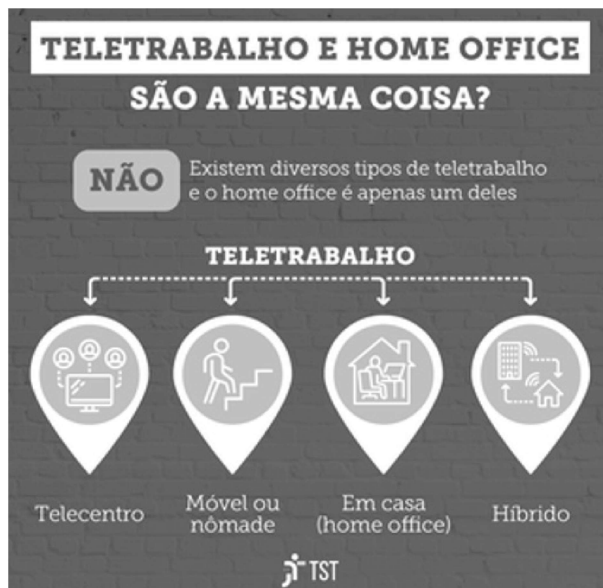 TELETRABALHO E HOME OFFICE
SÃO A MESMA COISA?
NÃO
Existem diversos tipos de teletrabalho
e o home office é apenas um deles
TELETRABALHO
Telecentro
Móvel ou
nômade
Em casa
(home office)
Híbrido
TST